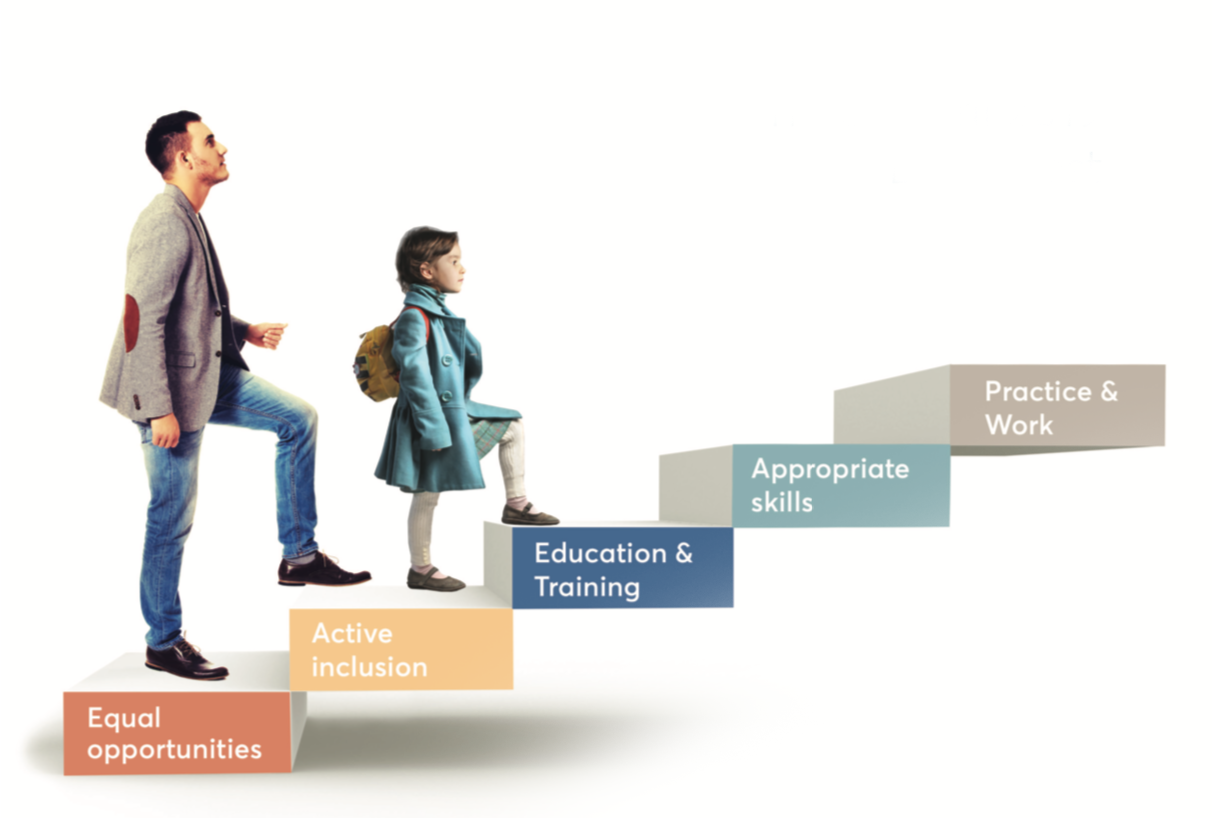 Practice &
Work
Appropriate
skills
Education &
Training
Active
inclusion
Equal
opportunities